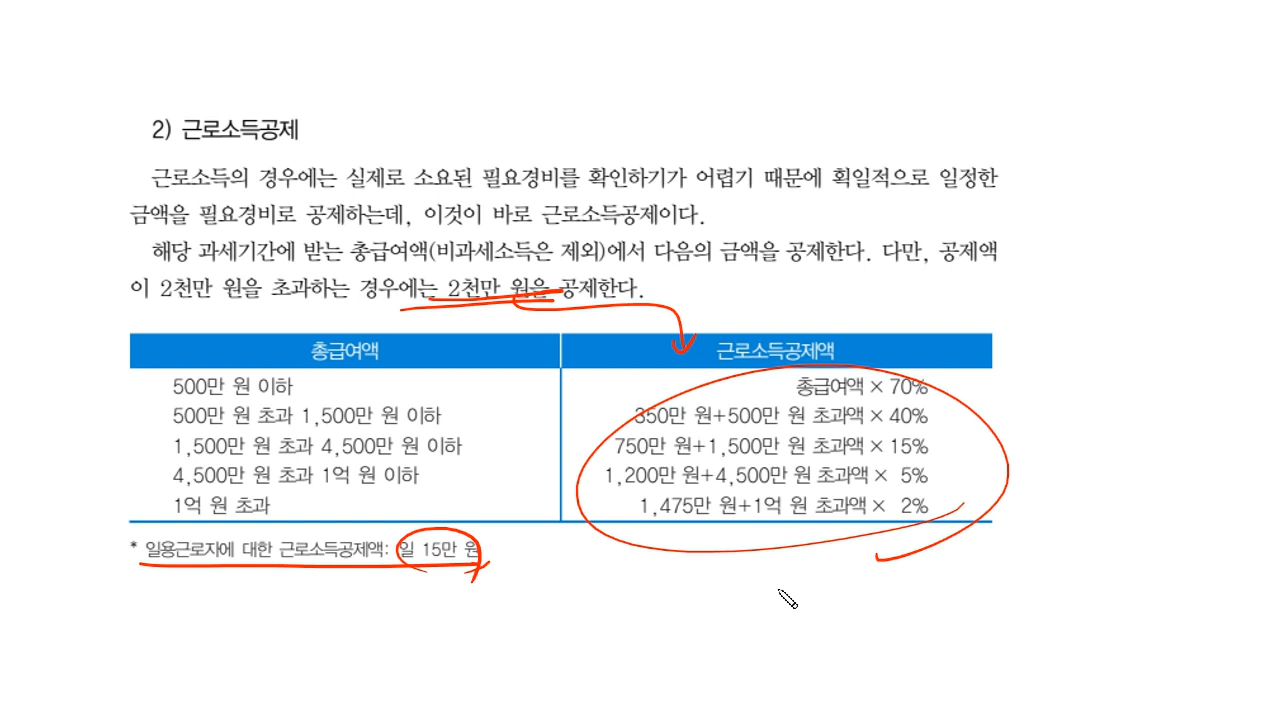 2) 근로소득공제
근로소득의 경우에는 실제로 소요된 필요경비를 확인하기가 어렵기 때문에 획일적으로 일정한
금액을 필요경비로 공제하는데, 이것이 바로 근로소득공제이다.
해당 과세기간에 받는 총급여액(비과세소득은 제외)에서 다음의 금액을 공제한다. 다만, 공제액
이 2천만 원을 초과하는 경우에는 2천만 원을 공제한다.
총급여액 근로소득공제액
500만 원 이하 총급여액 × 70%
500만 원 초과 1,500만 원 이하 350만 원+500만 원 초과액 × 40%
1,500만 원 초과 4,500만 원 이하 750만 원+1,500만 원 초과액 × 15%
4,500만 원 초과 1억 원 이하 1,200만 원+4,500만 원 초과액 × 5%
1억 원 초과 1,475만 원+1억 원 초과액 × 2%
* 일용근로자에 대한 근로소득공제액: 일 15만 원